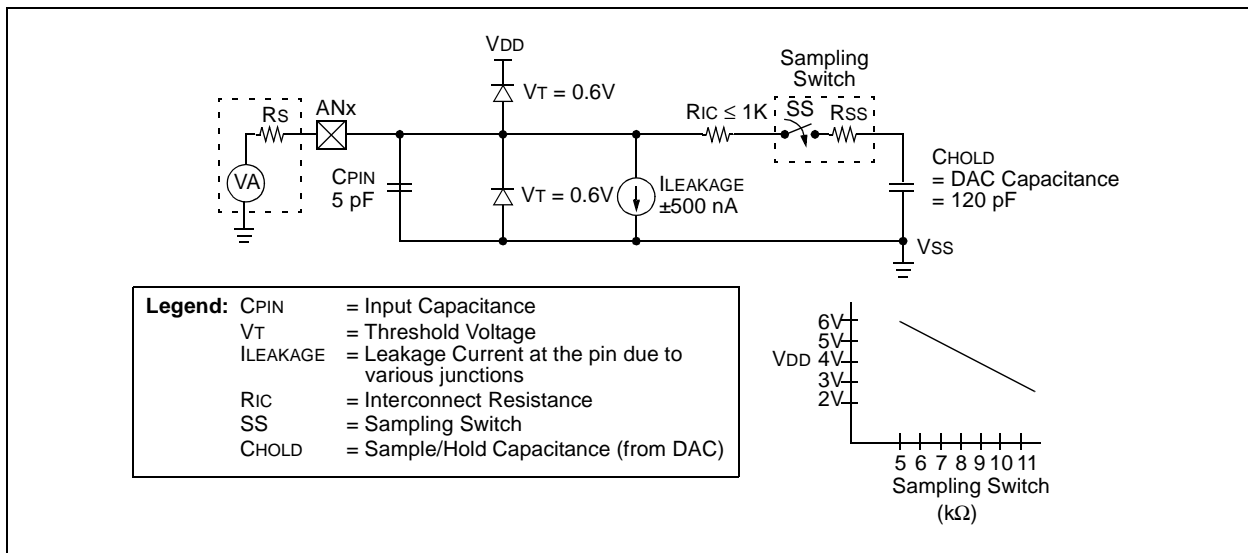 VDD
Sampling
Switch
VT = 0.6V
RS
ANx
RIC ≤ 1K
SS
RSS
VA
CPIN
5 pF
VT = 0.6V
ILEAKAGE
±500 nA
CHOLD
= DAC Capacitance
= 120 pF
VSS
Legend: CPIN = Input Capacitance
VT = Threshold Voltage
ILEAKAGE = Leakage Current at the pin due to
various junctions
RIC = Interconnect Resistance
SS = Sampling Switch
CHOLD = Sample/Hold Capacitance (from DAC)
6V
5V
VDD 4V
3V
2V
5 6 7 8 9 10 11
Sampling Switch
(kΩ)